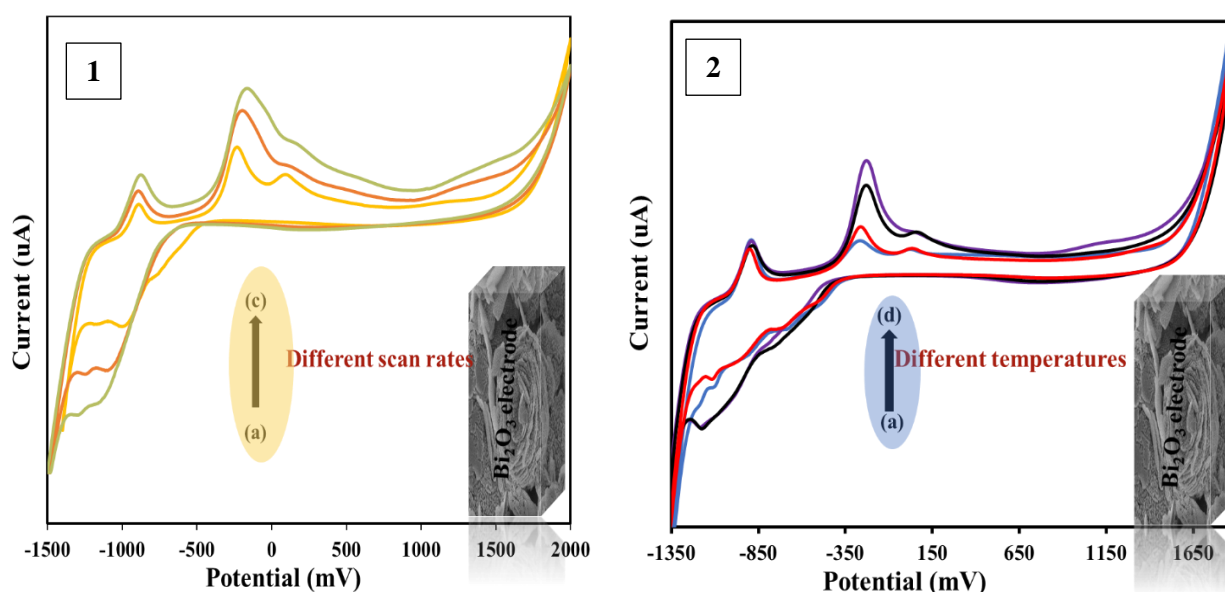 1
Current (uA)
(c)
Different scan rates
(a)
Bi₂O₃ electrode
-1500 -1000 -500 0 500 1000 1500 2000
Potential (mV)
2
Current (uA)
(d)
Different temperatures
(a)
Bi₂O₃ electrode
-1350 -850 -350 150 650 1150 1650
Potential (mV)